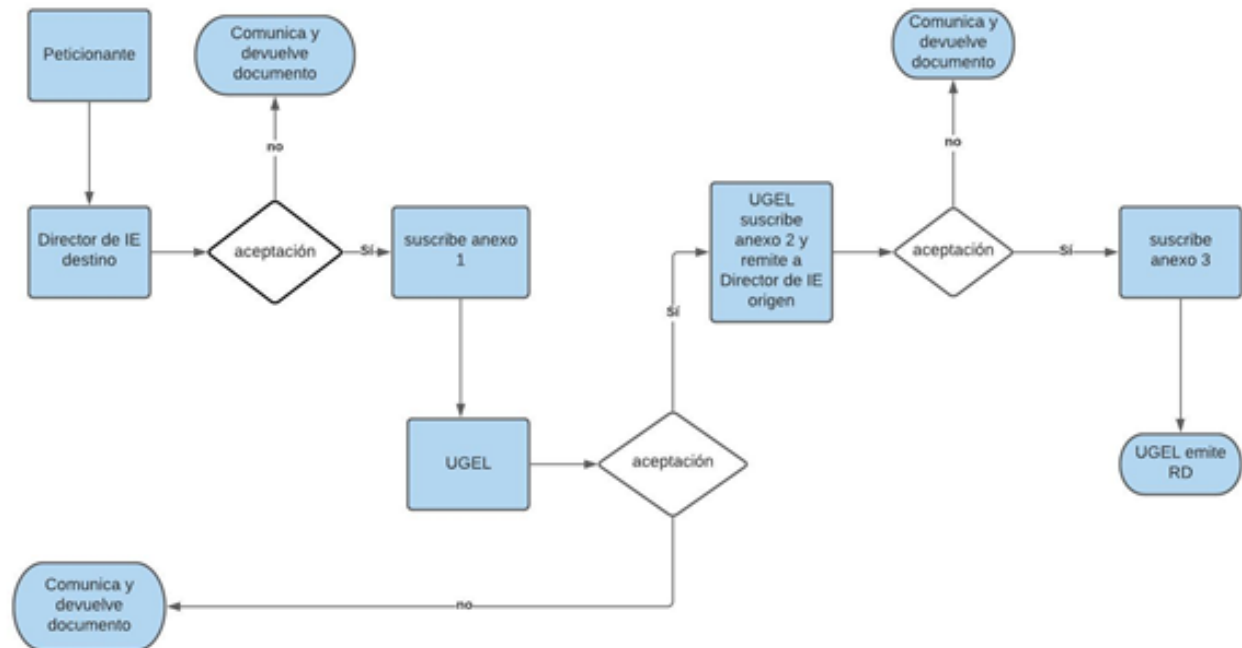 Peticionante
Comunica y
devuelve
documento
no
Director de IE
destino
aceptación
Sí
suscribe anexo
1
UGEL
aceptación
Sí
no
Comunica y
devuelve
documento
UGEL
suscribe
anexo 2 y
remite a
Director de IE
origen
aceptación
no
Comunica y
devuelve
documento
Sí
suscribe
anexo 3
UGEL emite
RD